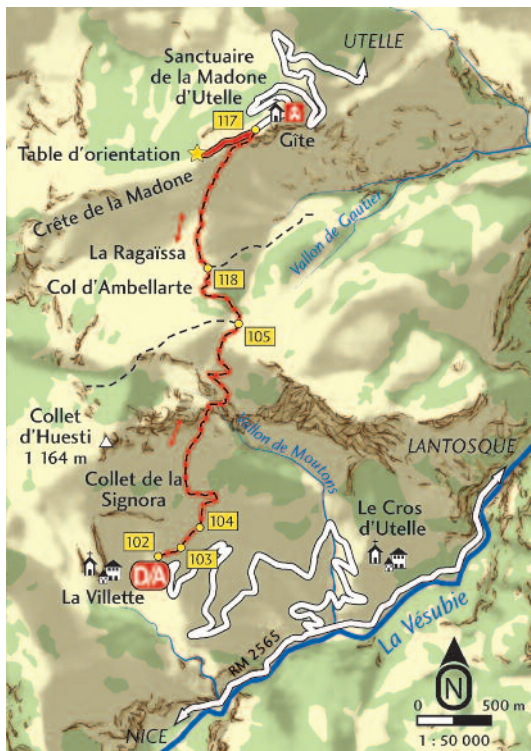 UTELLE
Sanctuaire
de la Madone
d'Utelle
117
Gîte
Table d'orientation
Crête de la Madone
Vallon de Gautier
La Ragaïssa
118
Col d'Ambellarte
105
Collet
d'Huesti
1 164 m
Vallon de Moutons
LANTOSQUE
Collet de la
Signora
Le Cros
d'Utelle
104
102
103
D/A
La Villette
La Vésubie
RM 2565
NICE
N
0 500 m
1 : 50 000